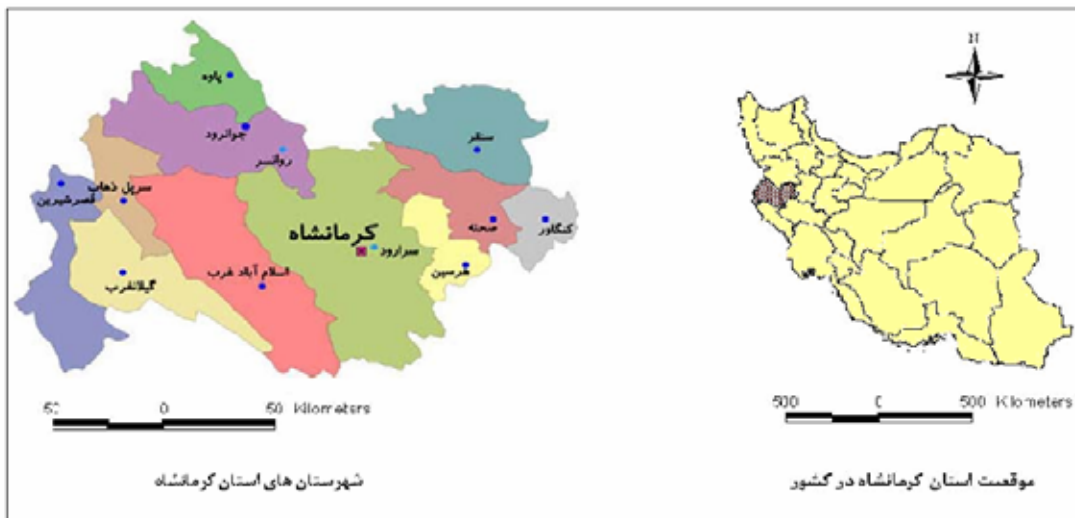 N
پاوه
جوانرود
روانسر
سنقر
سرپل ذهاب
قصرشیرین
کرمانشاه
سرارود
صحنه
کنگاور
هرسین
گیلانغرب
اسلام آباد غرب
50 0 50 Kilometers
500 0 500 Kilometers
شهرستان های استان کرمانشاه
موقعیت استان کرمانشاه در کشور